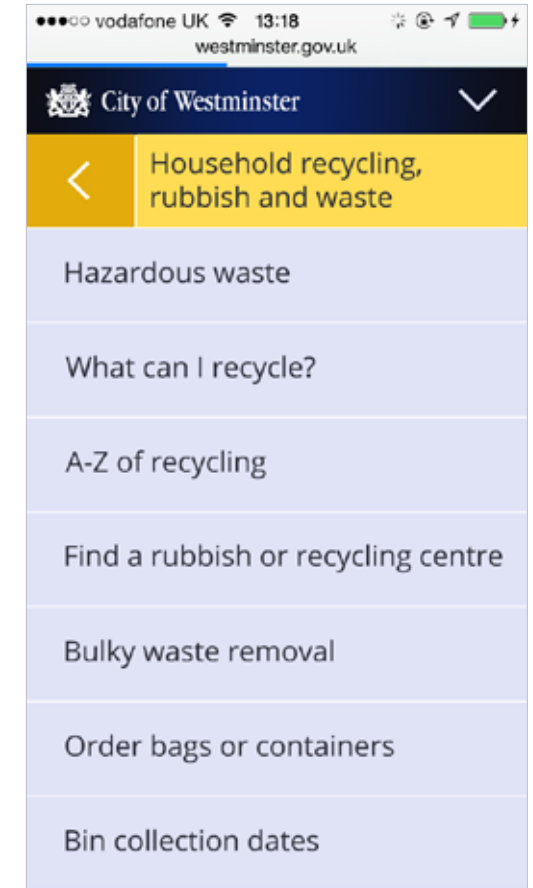 vodafone UK 13:18
westminster.gov.uk
City of Westminster
Household recycling,
rubbish and waste
Hazardous waste
What can I recycle?
A-Z of recycling
Find a rubbish or recycling centre
Bulky waste removal
Order bags or containers
Bin collection dates